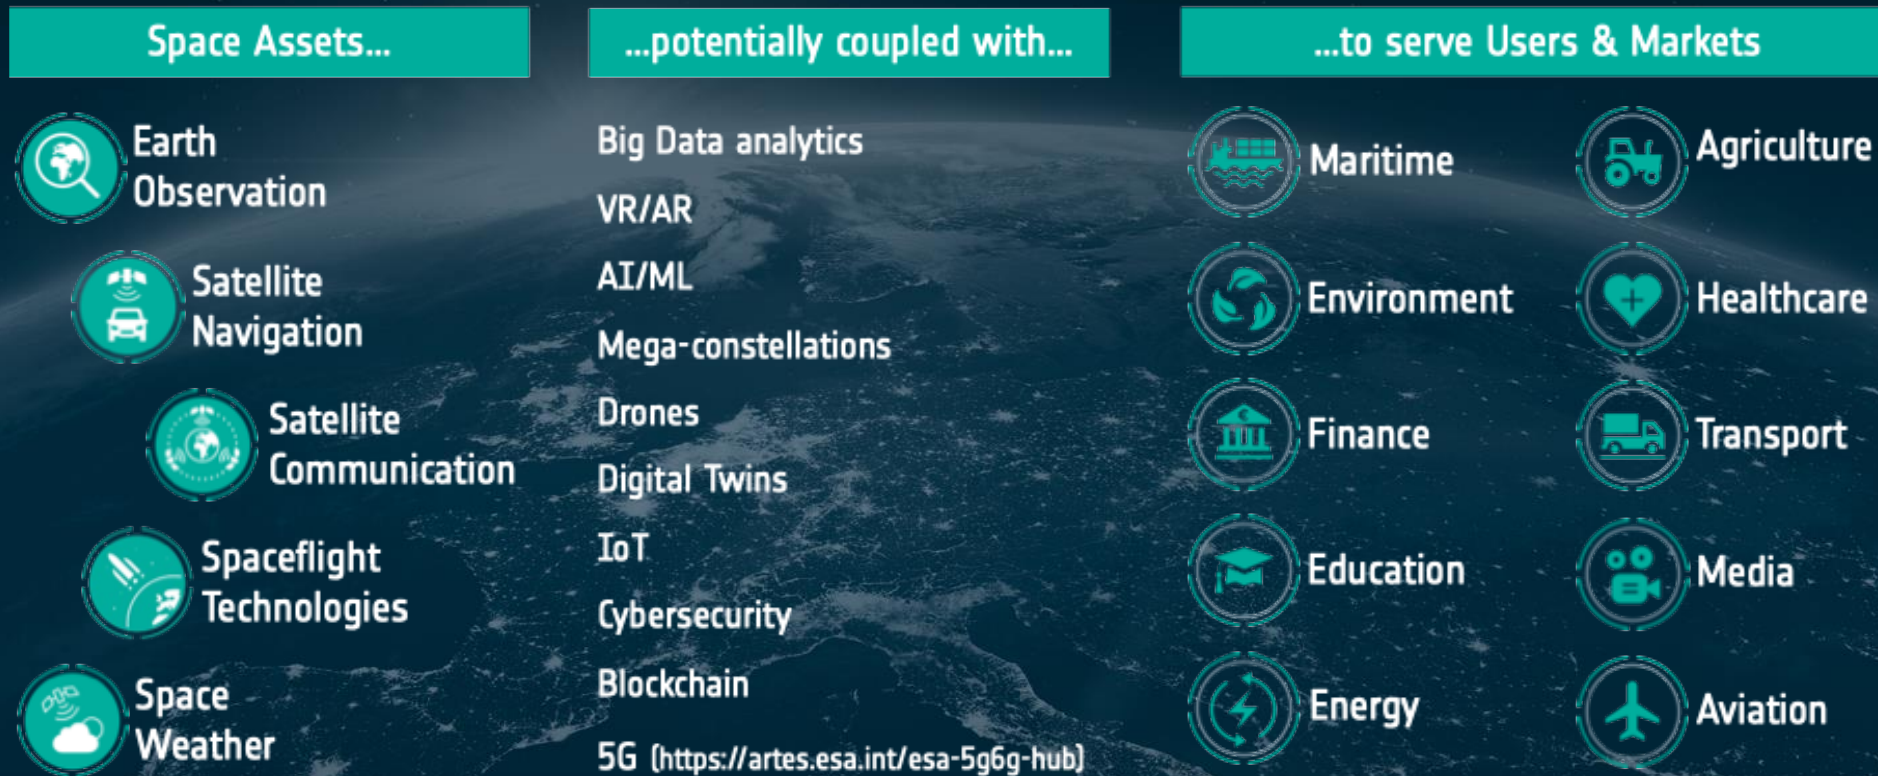 Space Assets...
Earth
Observation
Satellite
Navigation
Satellite
Communication
Spaceflight
Technologies
Space
Weather
...potentially coupled with...
Big Data analytics
VR/AR
AI/ML
Mega-constellations
Drones
Digital Twins
IoT
Cybersecurity
Blockchain
5G (https://artes.esa.int/esa-5g6g-hub)
...to serve Users & Markets
Maritime
Agriculture
Environment
Healthcare
Finance
Transport
Education
Media
Energy
Aviation